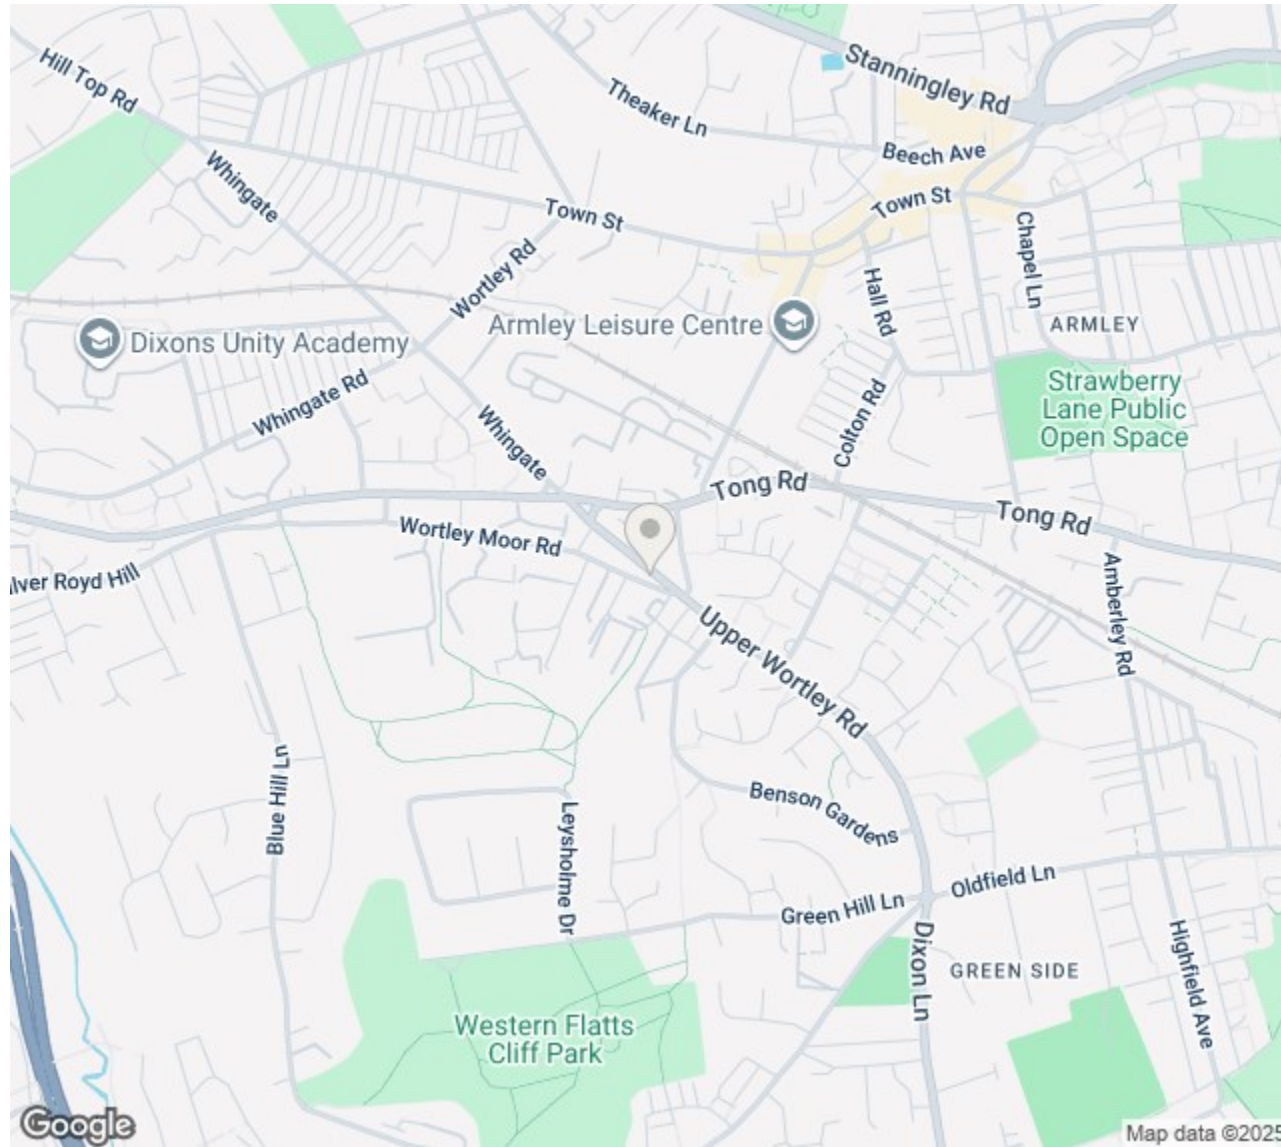 Stanningley Rd
Hill Top Rd
Theaker Ln
Beech Ave
Whingate
Town St
Town St
Chapel Ln
Wortley Rd
Hall Rd
Armley Leisure Centre
ARMLEY
Dixons Unity Academy
Strawberry
Lane Public
Open Space
Whingate Rd
Colton Rd
Whingate
Tong Rd
Tong Rd
Wortley Moor Rd
lver Royd Hill
Amberley Rd
Upper Wortley Rd
Blue Hill Ln
Benson Gardens
Leysholme Dr
Oldfield Ln
Green Hill Ln
Dixon Ln
GREEN SIDE
Highfield Ave
Western Flatts
Cliff Park
Google
Map data ©2025